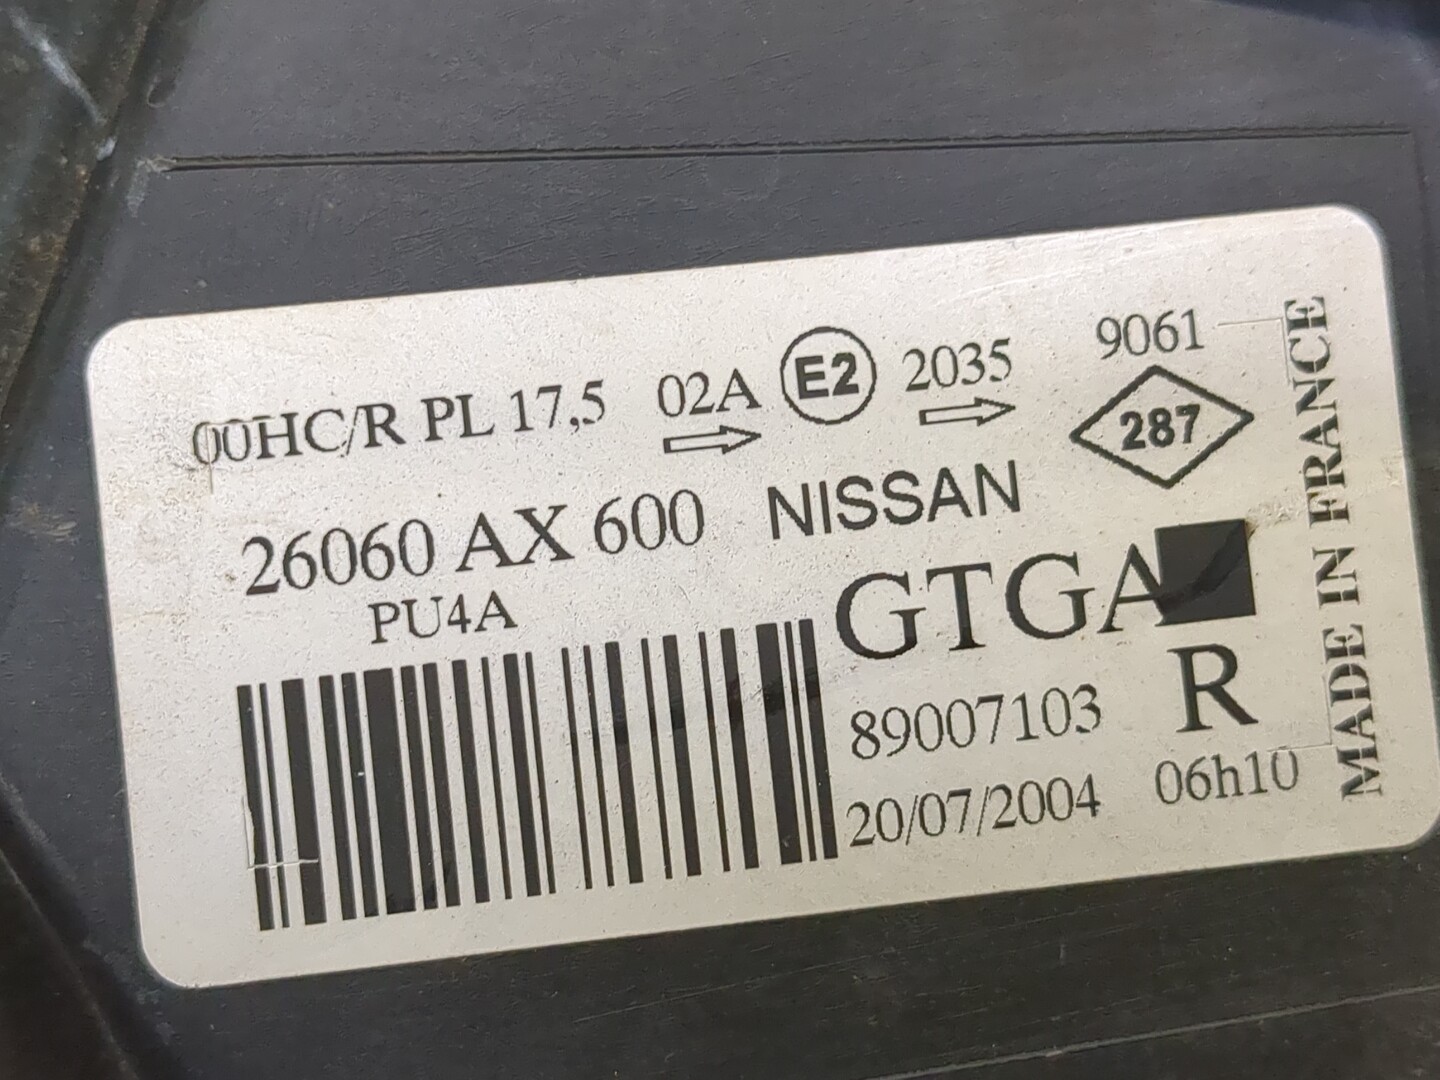 00HC/R PL 17,5 02A E2 2035 9061
287
26060 AX 600 NISSAN
PU4A
GTGA
R
89007103
20/07/2004 06h10
MADE IN FRANCE